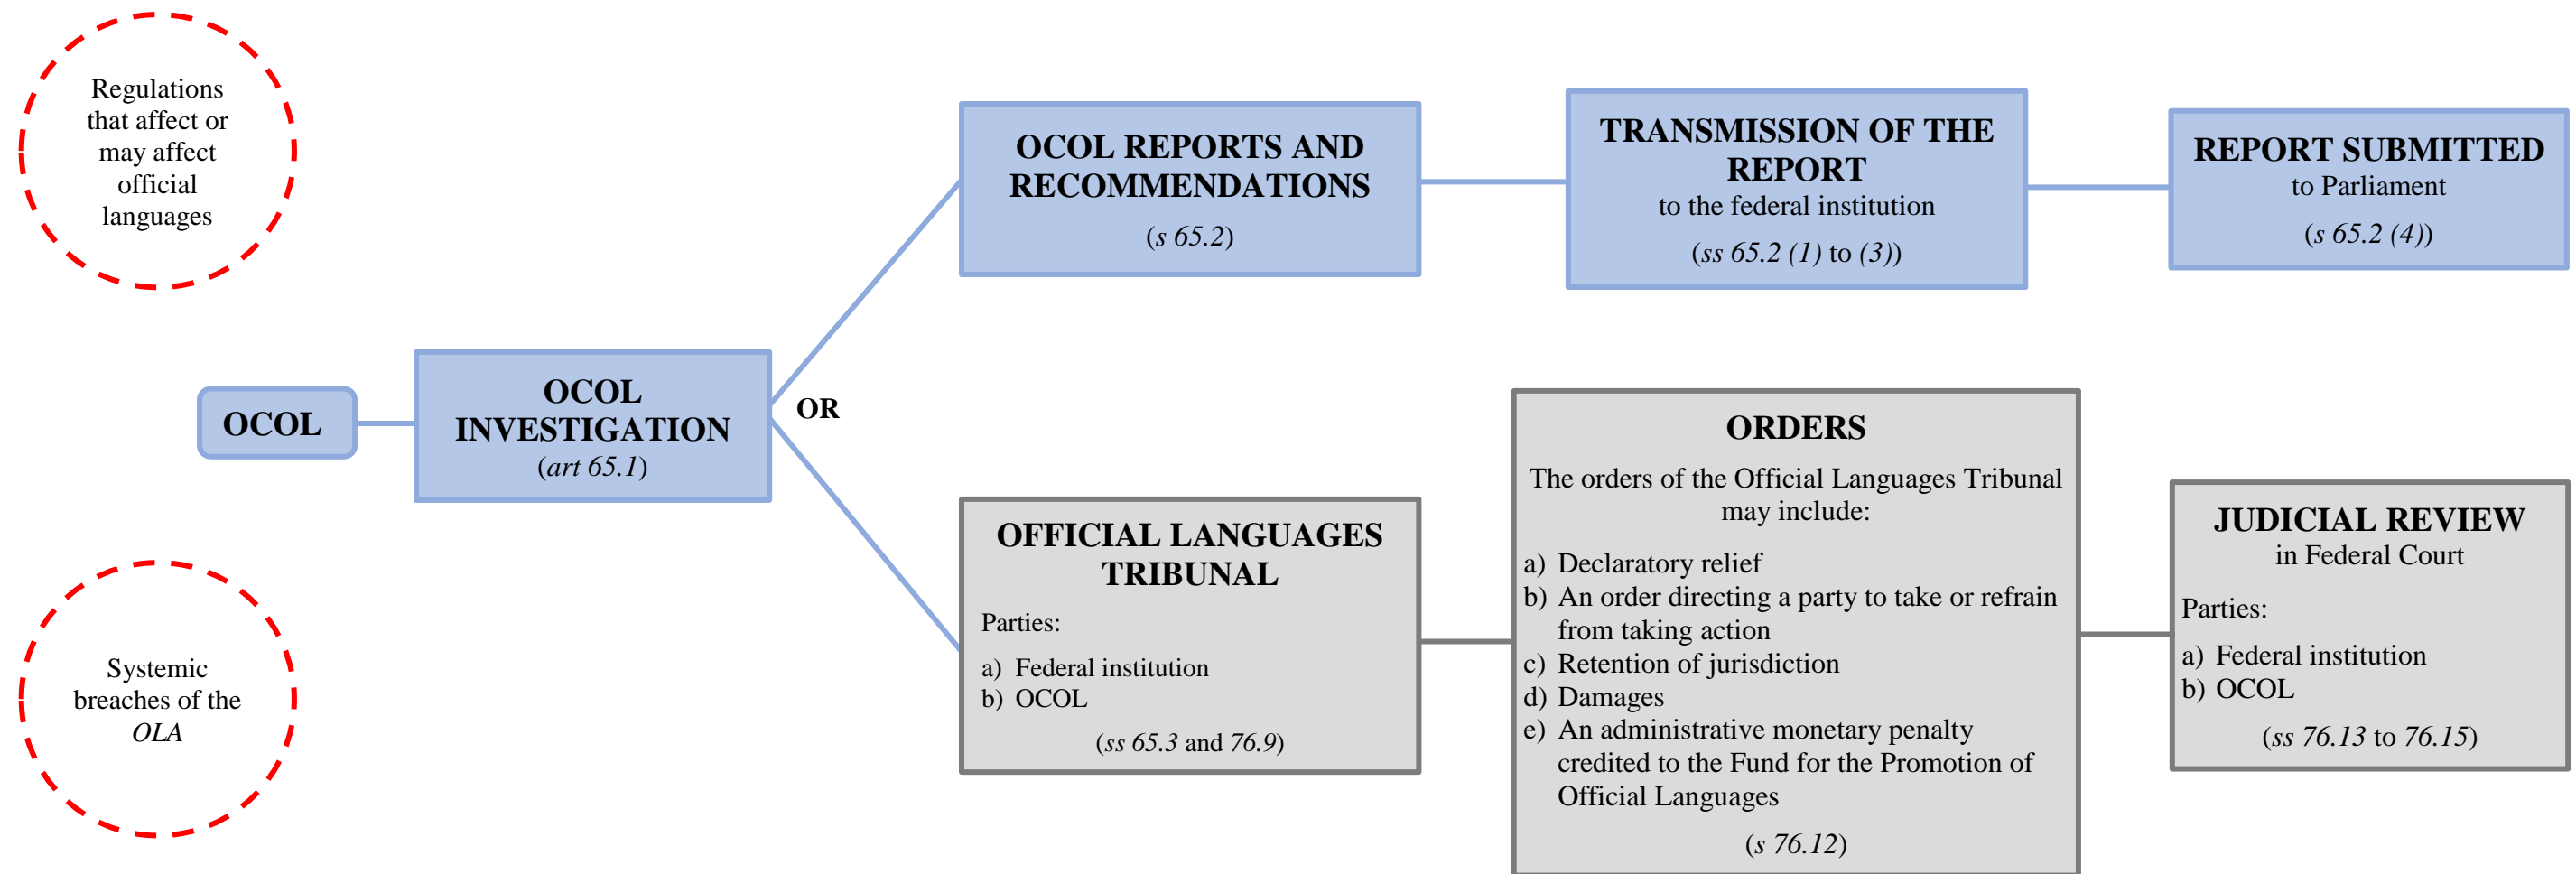 Regulations
that affect or
may affect
official
languages
Systemic
breaches of the
OLA
OCOL
OCOL
INVESTIGATION
(art 65.1)
OR
OCOL REPORTS AND
RECOMMENDATIONS
(s 65.2)
TRANSMISSION OF THE
REPORT
to the federal institution
(ss 65.2 (1) to (3))
REPORT SUBMITTED
to Parliament
(s 65.2 (4))
OFFICIAL LANGUAGES
TRIBUNAL
Parties:
a) Federal institution
b) OCOL
(ss 65.3 and 76.9)
ORDERS
The orders of the Official Languages Tribunal
may include:
a) Declaratory relief
b) An order directing a party to take or refrain
from taking action
c) Retention of jurisdiction
d) Damages
e) An administrative monetary penalty
credited to the Fund for the Promotion of
Official Languages
(s 76.12)
JUDICIAL REVIEW
in Federal Court
Parties:
a) Federal institution
b) OCOL
(ss 76.13 to 76.15)